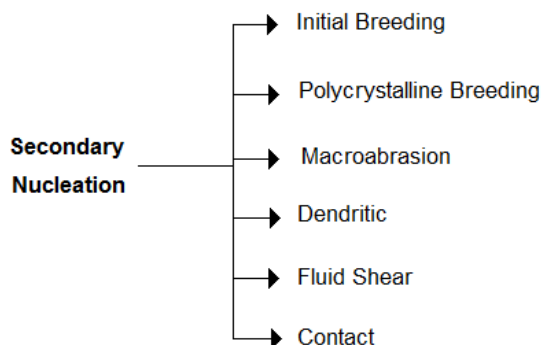 Initial Breeding
Polycrystalline Breeding
Secondary
Nucleation
Macroabrasion
Dendritic
Fluid Shear
Contact